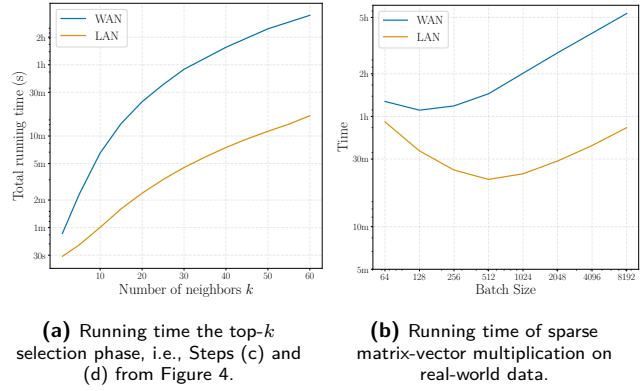 WAN
LAN
Total running time (s)
2h
1h
30m
10m
5m
2m
1m
30s
10
20
30
40
50
60
Number of neighbors k
(a) Running time the top-k
selection phase, i.e., Steps (c) and
(d) from Figure 4.
WAN
LAN
Time
5h
2h
1h
30m
10m
5m
64
128
256
512
1024
2048
4096
8192
Batch Size
(b) Running time of sparse
matrix-vector multiplication on
real-world data.